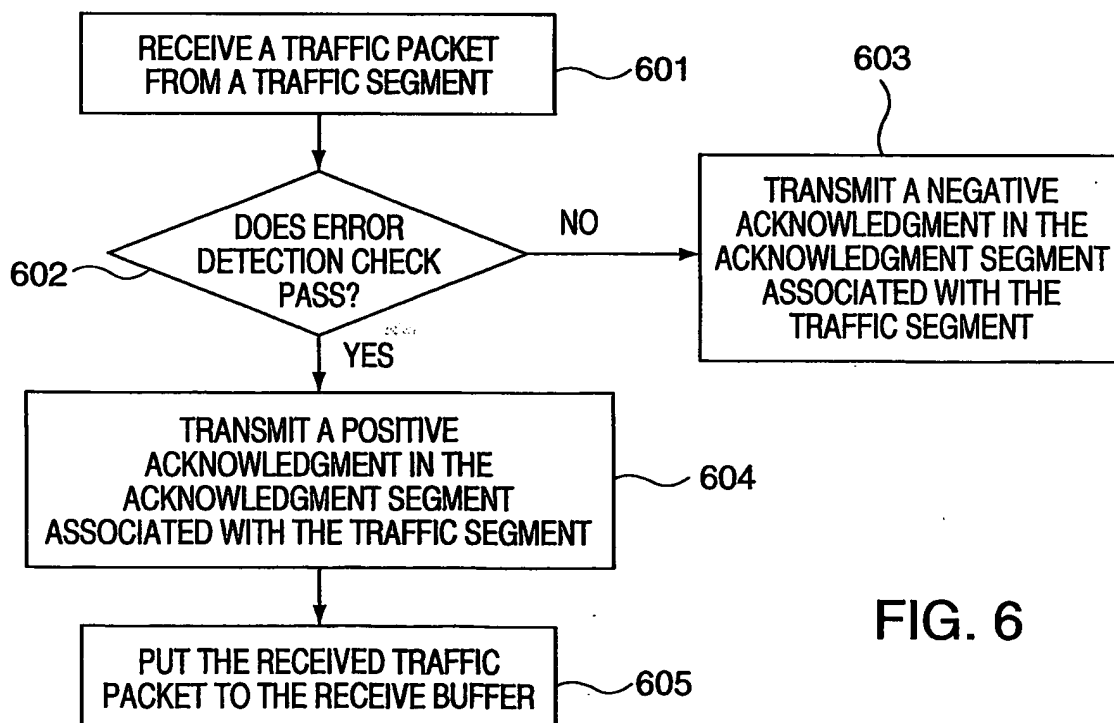 RECEIVE A TRAFFIC PACKET
FROM A TRAFFIC SEGMENT
601
603
DOES ERROR
DETECTION CHECK
PASS?
602
NO
TRANSMIT A NEGATIVE
ACKNOWLEDGMENT IN THE
ACKNOWLEDGMENT SEGMENT
ASSOCIATED WITH THE
TRAFFIC SEGMENT
YES
TRANSMIT A POSITIVE
ACKNOWLEDGMENT IN THE
ACKNOWLEDGMENT SEGMENT
ASSOCIATED WITH THE TRAFFIC SEGMENT
604
PUT THE RECEIVED TRAFFIC
PACKET TO THE RECEIVE BUFFER
605
FIG. 6